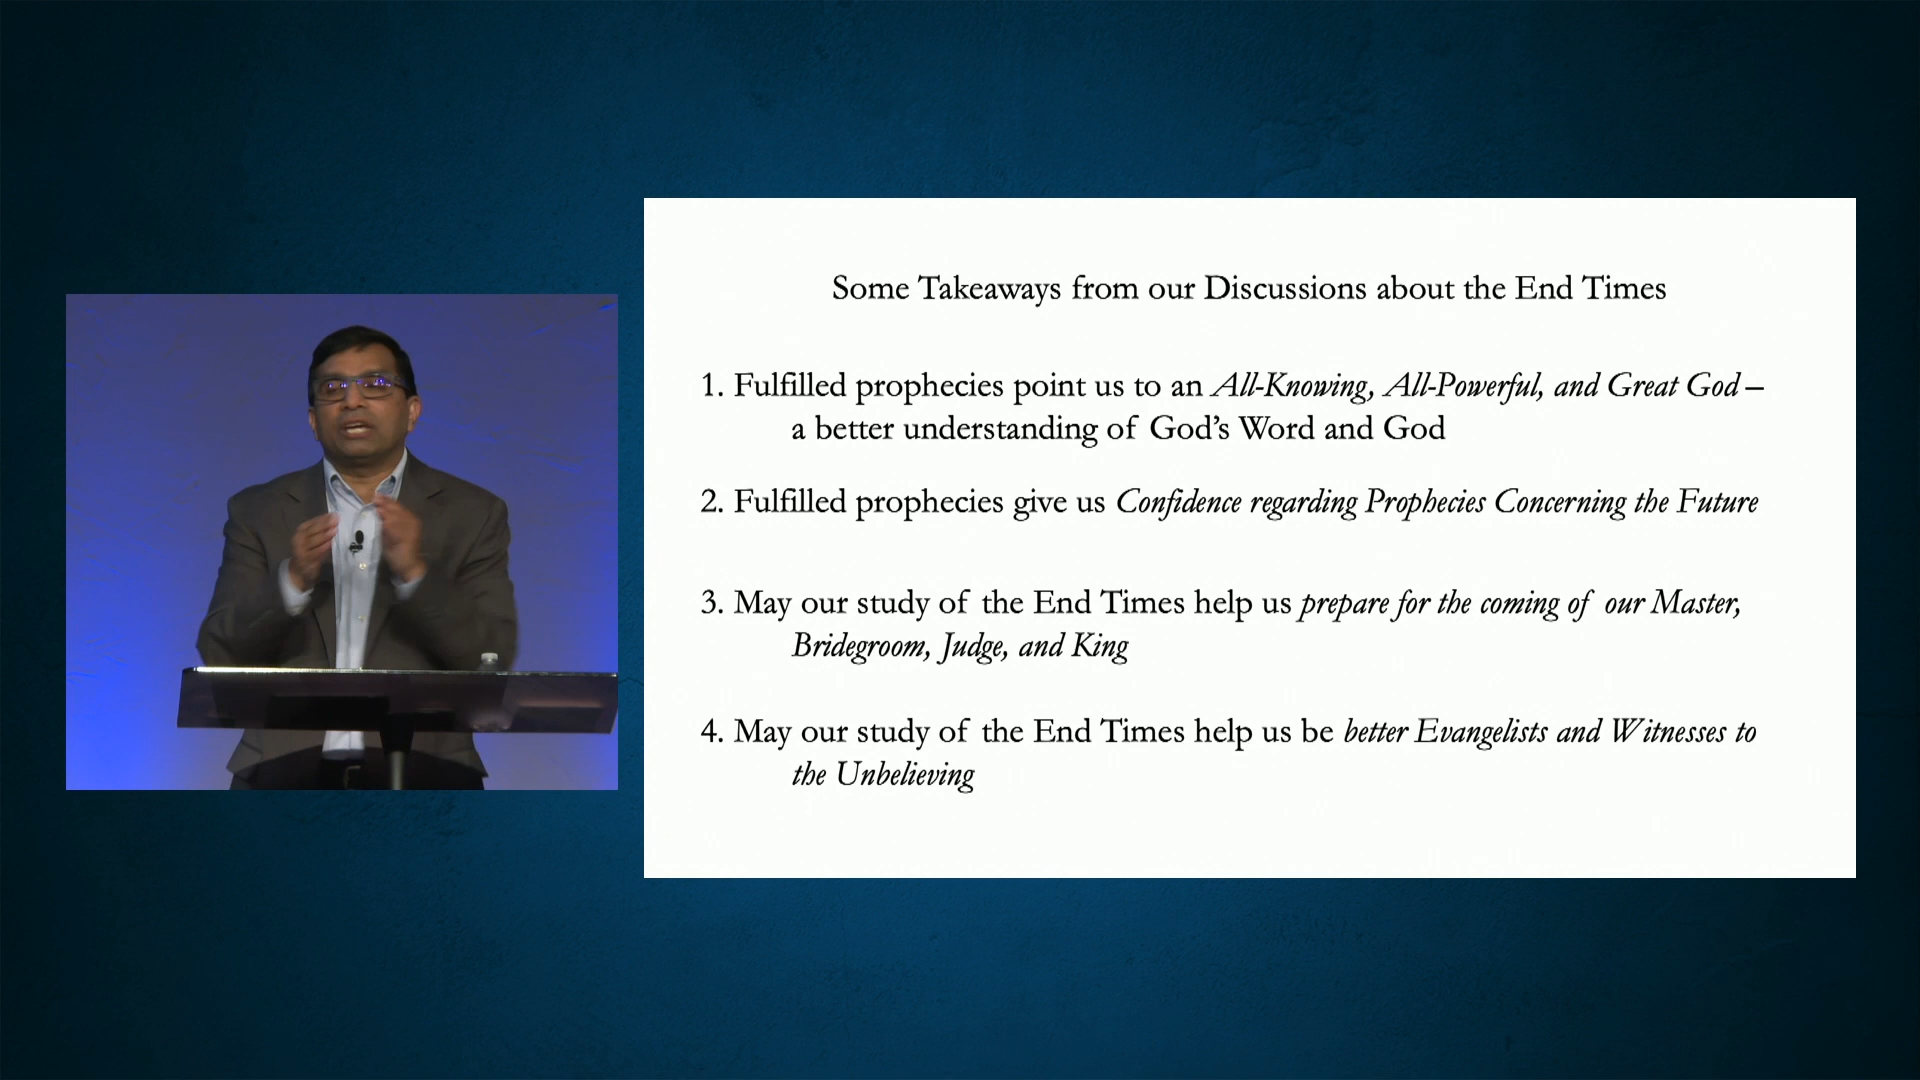 Some Takeaways from our Discussions about the End Times
1. Fulfilled prophecies point us to an All-Knowing, All-Powerful, and Great God –
a better understanding of God’s Word and God
2. Fulfilled prophecies give us Confidence regarding Prophecies Concerning the Future
3. May our study of the End Times help us prepare for the coming of our Master,
Bridegroom, Judge, and King
4. May our study of the End Times help us be better Evangelists and Witnesses to
the Unbelieving